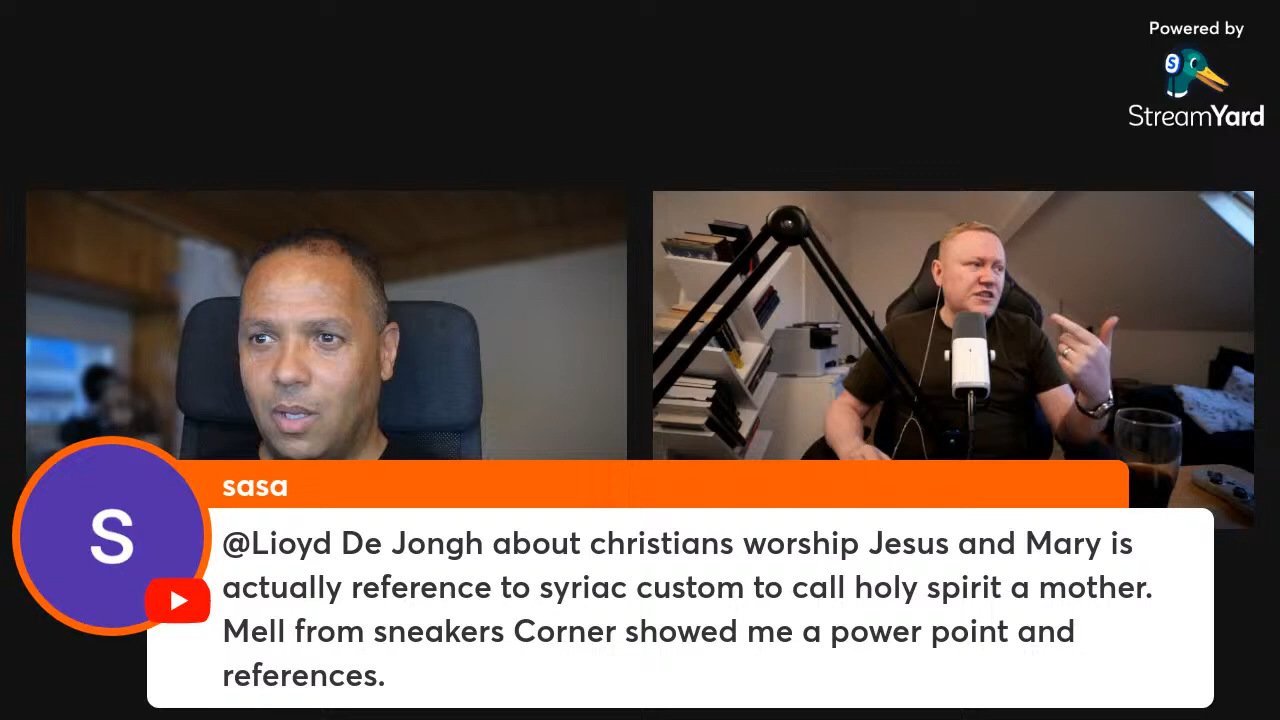 Powered by
S
StreamYard
sasa
S
@Lioyd De Jongh about christians worship Jesus and Mary is
actually reference to syriac custom to call holy spirit a mother.
Mell from sneakers Corner showed me a power point and
references.